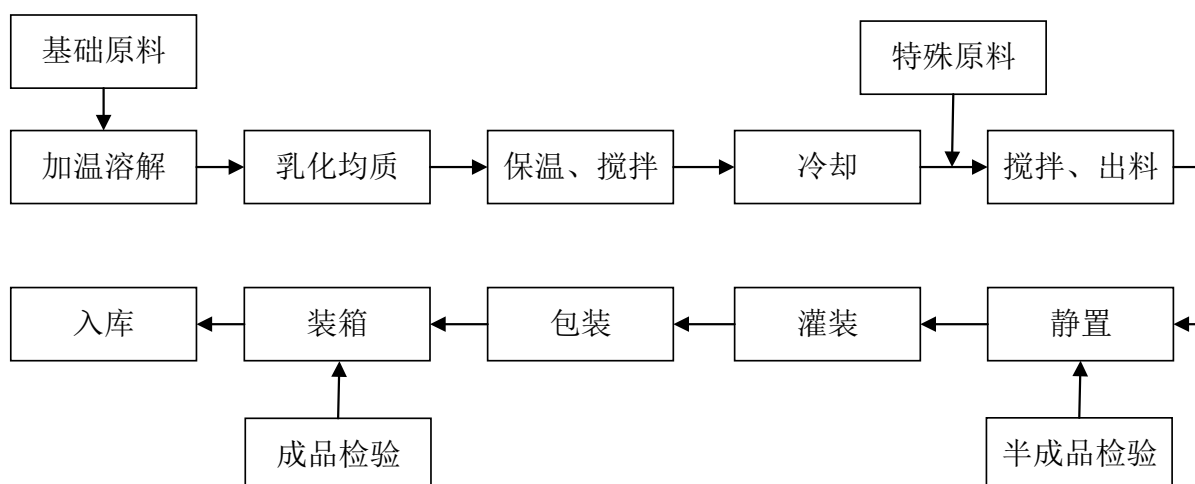 基础原料
特殊原料
加温溶解
乳化均质
保温、搅拌
冷却
搅拌、出料
入库
装箱
包装
灌装
静置
成品检验
半成品检验